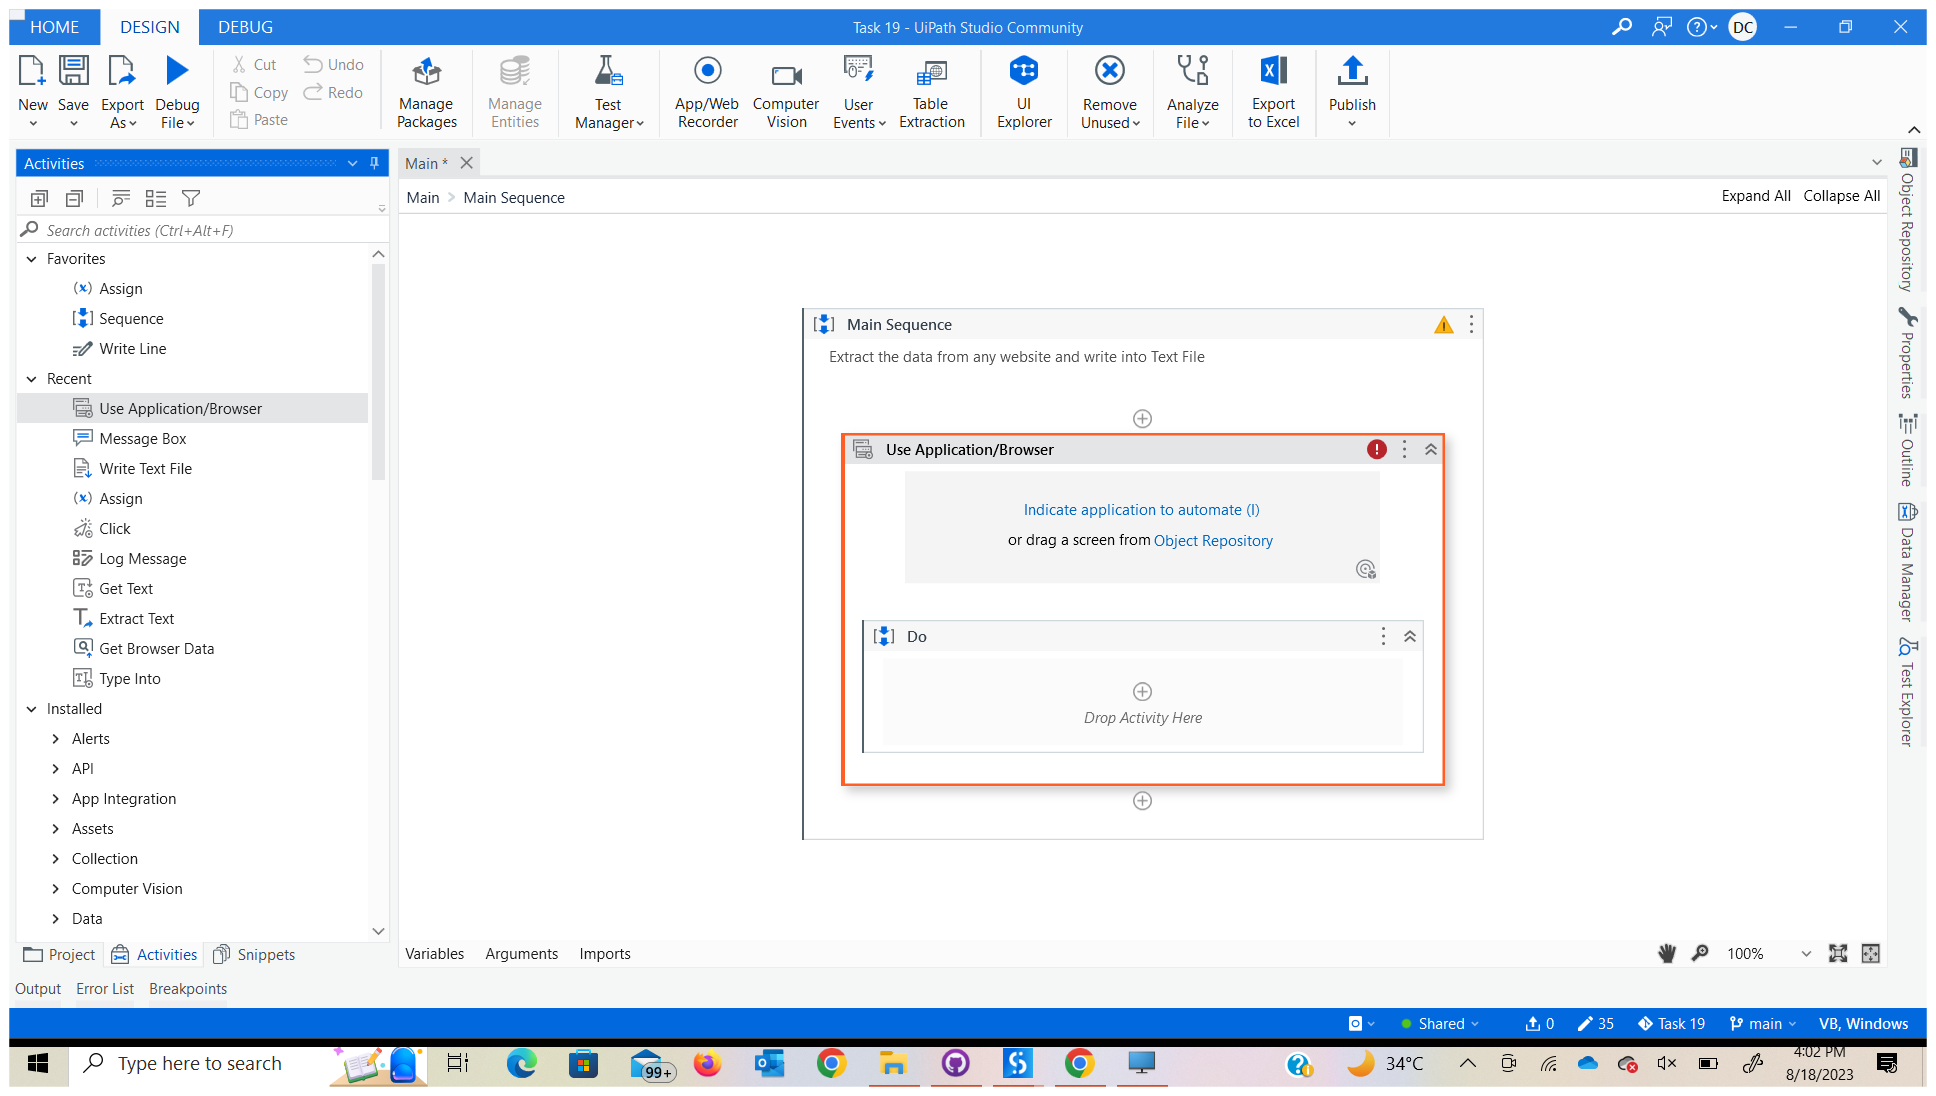 HOME DESIGN DEBUG Task 19 - UiPath Studio Community DC
New Save Export As Debug File
Cut Copy Paste Undo Redo
Manage Packages
Manage Entities
Test Manager
App/Web Recorder
Computer Vision
User Events
Table Extraction
UI Explorer
Remove Unused
Analyze File
Export to Excel
Publish
Activities
Search activities (Ctrl+Alt+F)
Favorites
Assign
Sequence
Write Line
Recent
Use Application/Browser
Message Box
Write Text File
Assign
Click
Log Message
Get Text
Extract Text
Get Browser Data
Type Into
Installed
Alerts
API
App Integration
Assets
Collection
Computer Vision
Data
Project Activities Snippets
Main *
Main > Main Sequence
Expand All Collapse All
Main Sequence
Extract the data from any website and write into Text File
Use Application/Browser
Indicate application to automate (I)
or drag a screen from Object Repository
Do
Drop Activity Here
Variables Arguments Imports
100%
Object Repository
Properties
Outline
Data Manager
Test Explorer
Output Error List Breakpoints
Shared 0 35 Task 19 main VB, Windows
Type here to search
99+
34°C
4:02 PM
8/18/2023